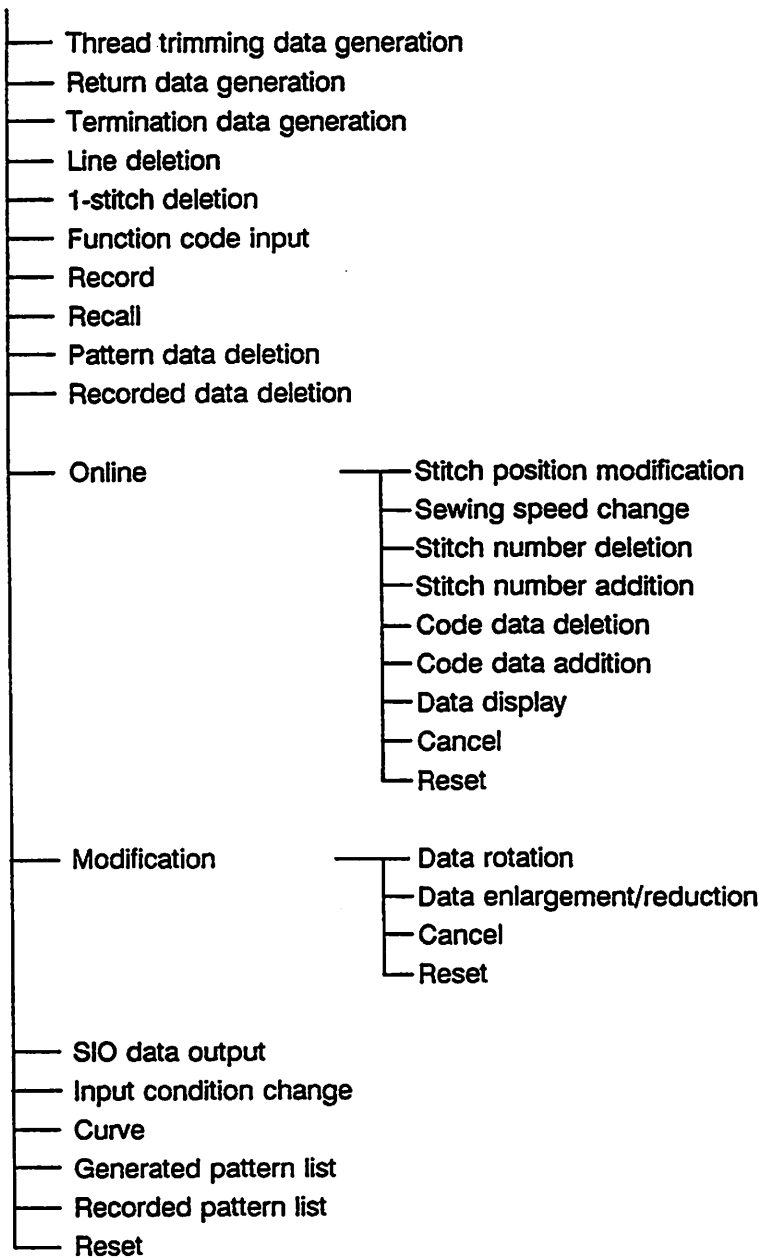 Thread trimming data generation
Return data generation
Termination data generation
Line deletion
1-stitch deletion
Function code input
Record
Recall
Pattern data deletion
Recorded data deletion
Online
Stitch position modification
Sewing speed change
Stitch number deletion
Stitch number addition
Code data deletion
Code data addition
Data display
Cancel
Reset
Modification
Data rotation
Data enlargement/reduction
Cancel
Reset
SIO data output
Input condition change
Curve
Generated pattern list
Recorded pattern list
Reset